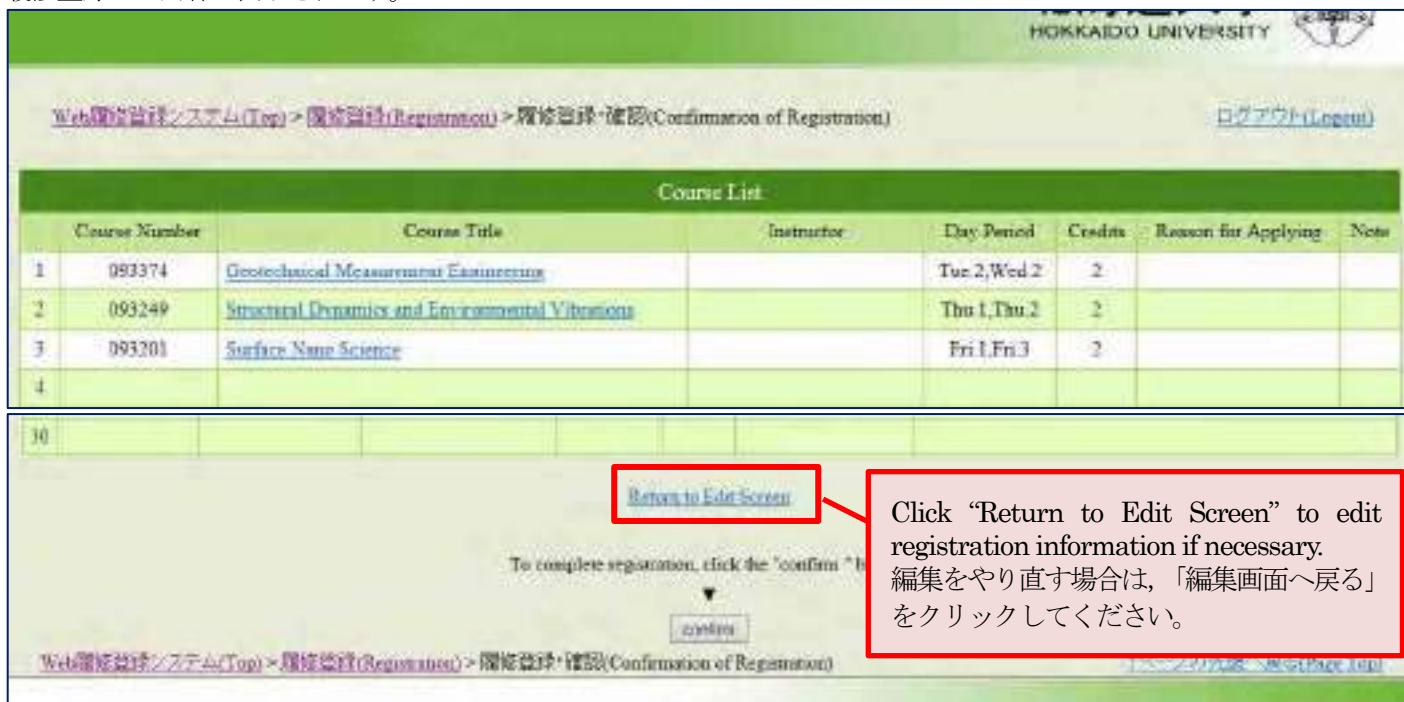 HOKKAIDO UNIVERSITY
Web履修登録システム(Top) > 履修登録(Registration) > 履修登録・確認(Confirmation of Registration)
ログアウト(Logout)
Course List
Course Number Course Title Instructor Day Period Credits Reason for Applying Note
1 093374 Geotechnical Measurement Engineering Tue.2,Wed.2 2
2 093249 Structural Dynamics and Environmental Vibrations Thu.1,Thu.2 2
3 093201 Surface Nano Science Fri.1,Fri.3 2
4
30
Return to Edit Screen
Click “Return to Edit Screen” to edit
registration information if necessary.
編集をやり直す場合は,「編集画面へ戻る」
をクリックしてください。
To complete registration, click the "confirm "
▼
confirm
Web履修登録システム(Top) > 履修登録(Registration) > 履修登録・確認(Confirmation of Registration)